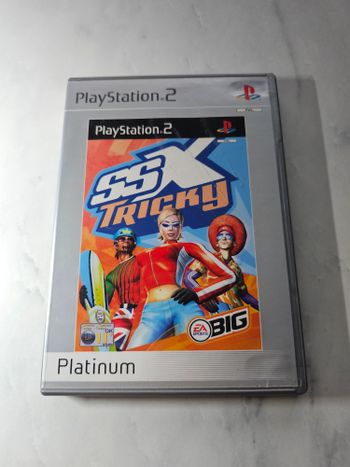 PlayStation®2
PlayStation®2
SSX
TRICKY
EA
SPORTS
BIG
Platinum